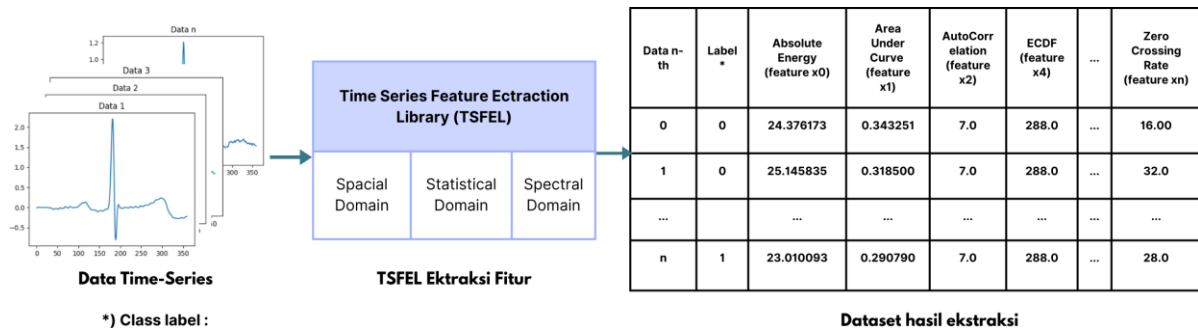 Data n
1.2
1.0
Data 3
Data 2
Data 1
2.0
1.5
1.0
0.5
0.0
−0.5
0 50 100 150 200 250 300 350
300 350
Data Time-Series
*) Class label :
Time Series Feature Ectraction
Library (TSFEL)
Spacial
Domain
Statistical
Domain
Spectral
Domain
TSFEL Ektraksi Fitur
Data n-
th
Label
*
Absolute
Energy
(feature x0)
Area
Under
Curve
(feature
x1)
AutoCorr
elation
(feature
x2)
ECDF
(feature
x4)
...
Zero
Crossing
Rate
(feature xn)
0 0 24.376173 0.343251 7.0 288.0 ... 16.00
1 0 25.145835 0.318500 7.0 288.0 ... 32.0
... ... ... ... ... ... ...
n 1 23.010093 0.290790 7.0 288.0 ... 28.0
Dataset hasil ekstraksi